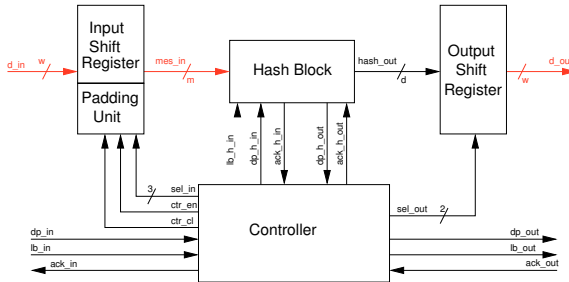 Input
Shift
Register
Padding
Unit
d_in
w
mes_in
m
Hash Block
hash_out
d
Output
Shift
Register
d_ou
w
lb_h_in
dp_h_in
ack_h_in
dp_h_out
ack_h_out
3
sel_in
ctr_en
ctr_cl
Controller
sel_out
2
dp_in
lb_in
ack_in
dp_out
lb_out
ack_out